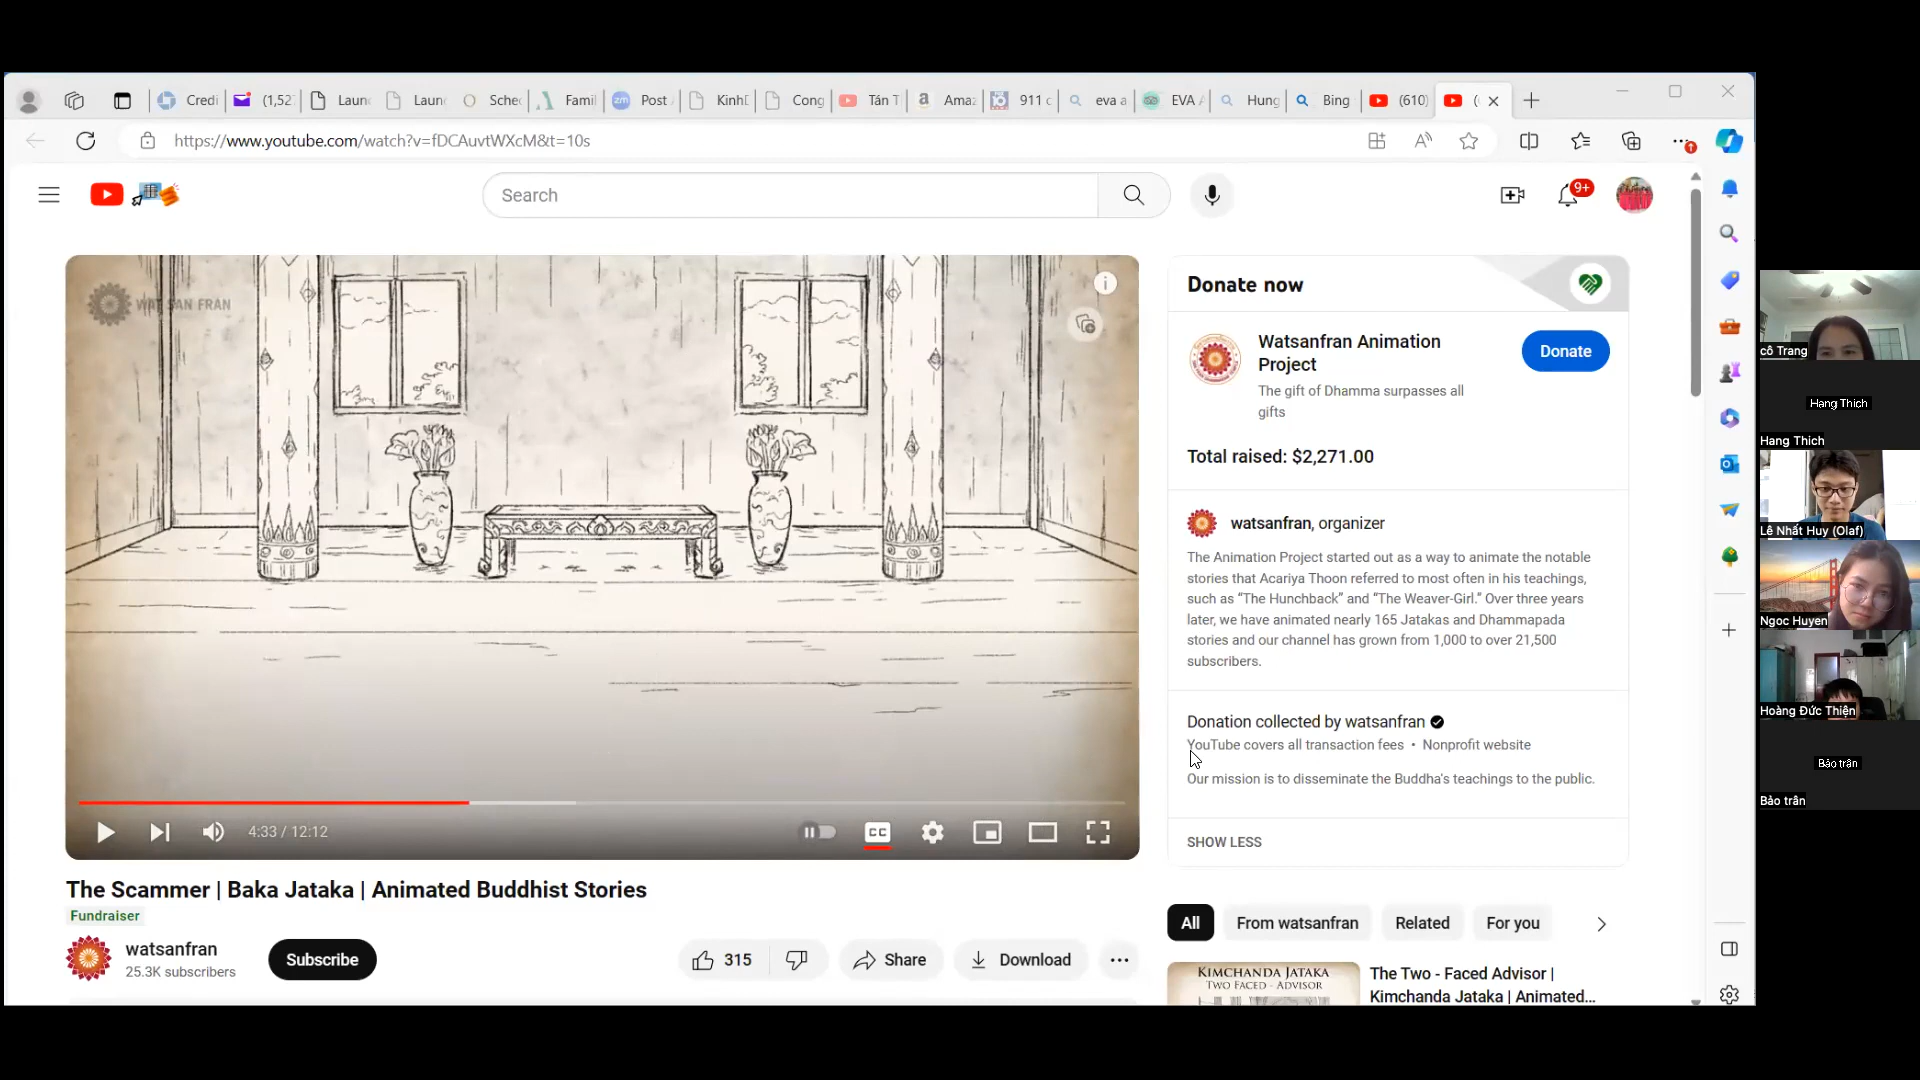 Credi
(1,52
Laun
Laun
Sche
Famil
zm
Post
KinhD
Cong
Tán T
a
Amaz
911 c
eva a
EVA
Hung
Bing
(610)
https://www.youtube.com/watch?v=fDCAuvtWXcM&t=10s
Search
9+
WAT SAN FRAN
Donate now
Watsanfran Animation
Project
Donate
The gift of Dhamma surpasses all
gifts
Total raised: $2,271.00
watsanfran, organizer
The Animation Project started out as a way to animate the notable
stories that Acariya Thoon referred to most often in his teachings,
such as “The Hunchback” and “The Weaver-Girl.” Over three years
later, we have animated nearly 165 Jatakas and Dhammapada
stories and our channel has grown from 1,000 to over 21,500
subscribers.
Donation collected by watsanfran
YouTube covers all transaction fees • Nonprofit website
Our mission is to disseminate the Buddha's teachings to the public.
SHOW LESS
4:33 / 12:12
CC
The Scammer | Baka Jataka | Animated Buddhist Stories
Fundraiser
watsanfran
25.3K subscribers
Subscribe
315
Share
Download
All
From watsanfran
Related
For you
KIMCHANDA JATAKA
TWO FACED - ADVISOR
The Two - Faced Advisor |
Kimchanda Jataka | Animated...
cô Trang
Hang Thich
Hang Thich
Lê Nhất Huy (Olaf)
Ngoc Huyen
Hoàng Đức Thiện
Bảo trân
Bảo trân